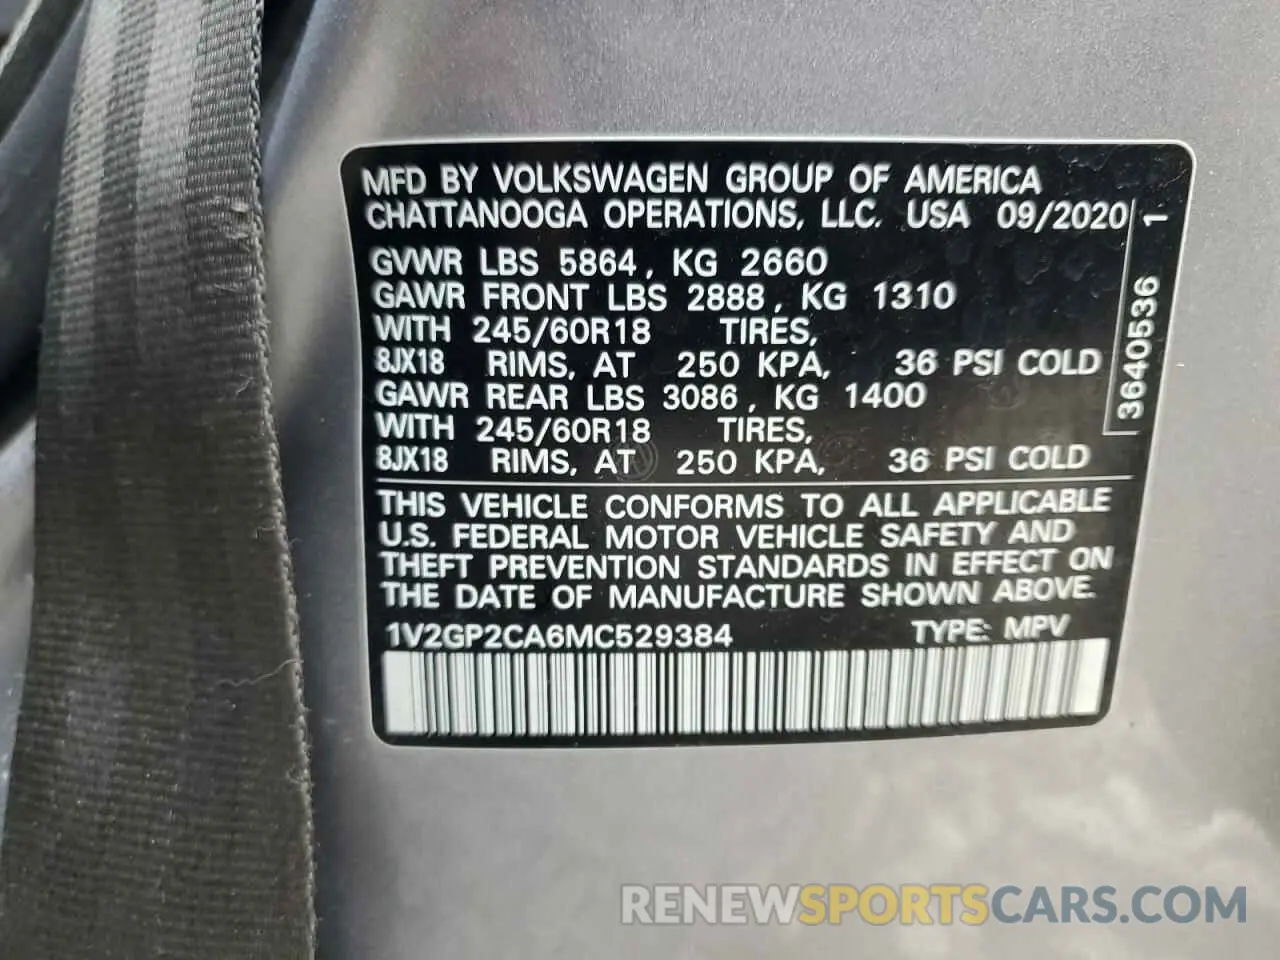 MFD BY VOLKSWAGEN GROUP OF AMERICA
CHATTANOOGA OPERATIONS, LLC. USA 09/2020
GVWR LBS 5864, KG 2660
GAWR FRONT LBS 2888, KG 1310
WITH 245/60R18 TIRES,
8JX18 RIMS, AT 250 KPA, 36 PSI COLD
GAWR REAR LBS 3086, KG 1400
WITH 245/60R18 TIRES,
8JX18 RIMS, AT 250 KPA, 36 PSI COLD
3640536 1
THIS VEHICLE CONFORMS TO ALL APPLICABLE
U.S. FEDERAL MOTOR VEHICLE SAFETY AND
THEFT PREVENTION STANDARDS IN EFFECT ON
THE DATE OF MANUFACTURE SHOWN ABOVE.
1V2GP2CA6MC529384 TYPE: MPV
RENEWSPORTSCARS.COM